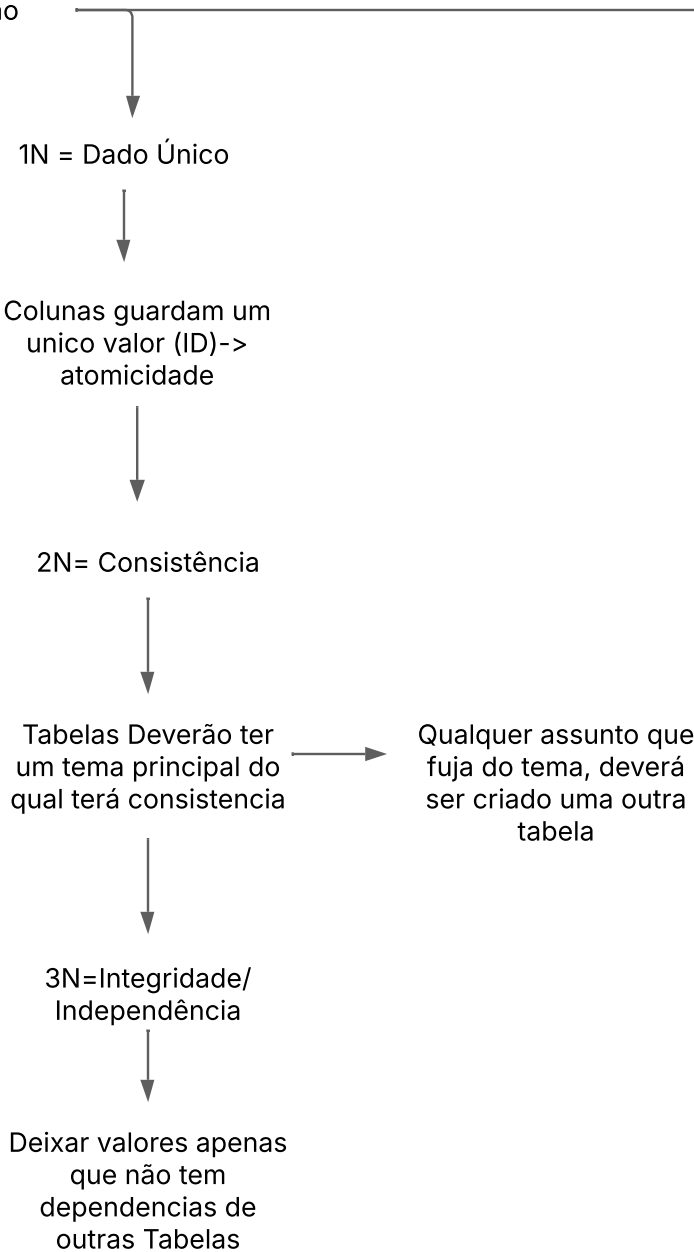 1N = Dado Único
Colunas guardam um
unico valor (ID)->
atomicidade
2N= Consistência
Tabelas Deverão ter
um tema principal do
qual terá consistencia
Qualquer assunto que
fuja do tema, deverá
ser criado uma outra
tabela
3N=Integridade/
Independência
Deixar valores apenas
que não tem
dependencias de
outras Tabelas